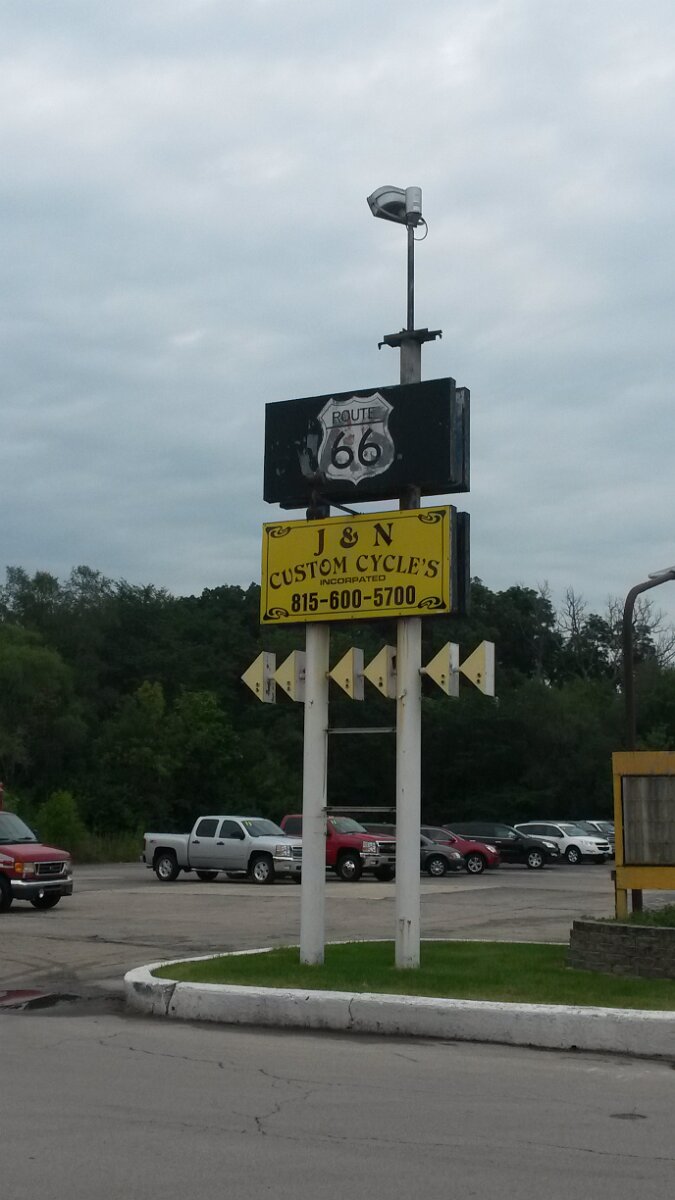 ROUTE
66
J & N
CUSTOM CYCLE'S
INCORPATED
815-600-5700